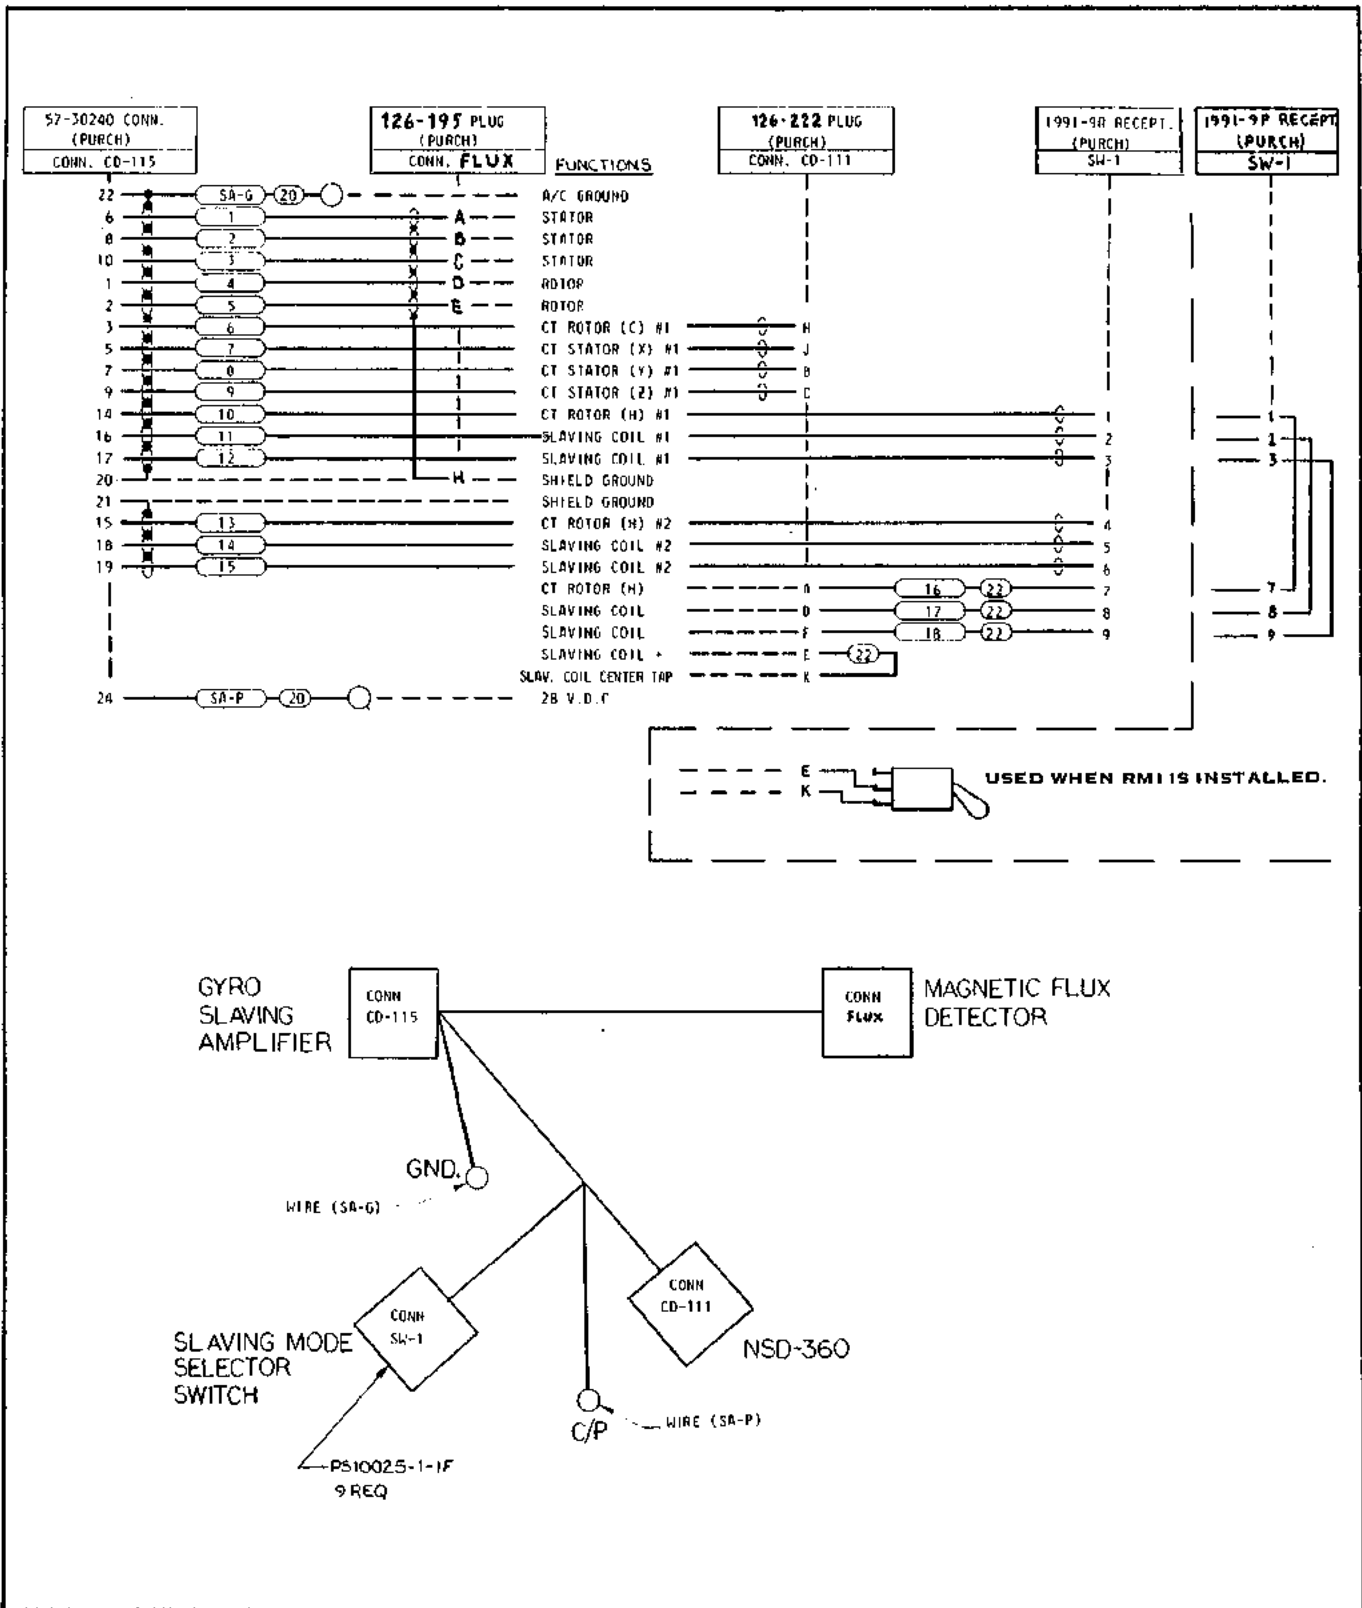 57-30240 CONN.
(PURCH)
CONN. CD-115
126-195 PLUG
(PURCH)
CONN. FLUX
FUNCTIONS
126-222 PLUG
(PURCH)
CONN. CD-111
1991-9R RECEPT.
(PURCH)
SW-1
1991-9P RECEPT
(PURCH)
SW-1
22 SA-G 20 A/C GROUND
6 1 A STATOR
8 2 B STATOR
10 3 C STATOR
1 4 D ROTOR
2 5 E ROTOR
3 6 CT ROTOR (C) #1 H
5 7 CT STATOR (X) #1 J
7 8 CT STATOR (Y) #1 B
9 9 CT STATOR (Z) #1 C
14 10 CT ROTOR (H) #1 1 1
16 11 SLAVING COIL #1 2
17 12 SLAVING COIL #1 3 3
20 H SHIELD GROUND
21 SHIELD GROUND
15 13 CT ROTOR (H) #2 4
18 14 SLAVING COIL #2 5
19 15 SLAVING COIL #2 6
CT ROTOR (H) A 16 22 7 7
SLAVING COIL D 17 22 8 8
SLAVING COIL F 18 22 9 9
SLAVING COIL + E 22
SLAV. COIL CENTER TAP K
24 SA-P 20 28 V.D.C
E
K
USED WHEN RMI IS INSTALLED.
GYRO
SLAVING
AMPLIFIER
CONN
CD-115
CONN
FLUX
MAGNETIC FLUX
DETECTOR
GND.
WIRE (SA-G)
CONN
CD-111
NSD-360
CONN
SW-1
SLAVING MODE
SELECTOR
SWITCH
C/P
WIRE (SA-P)
PS10025-1-1F
9 REQ